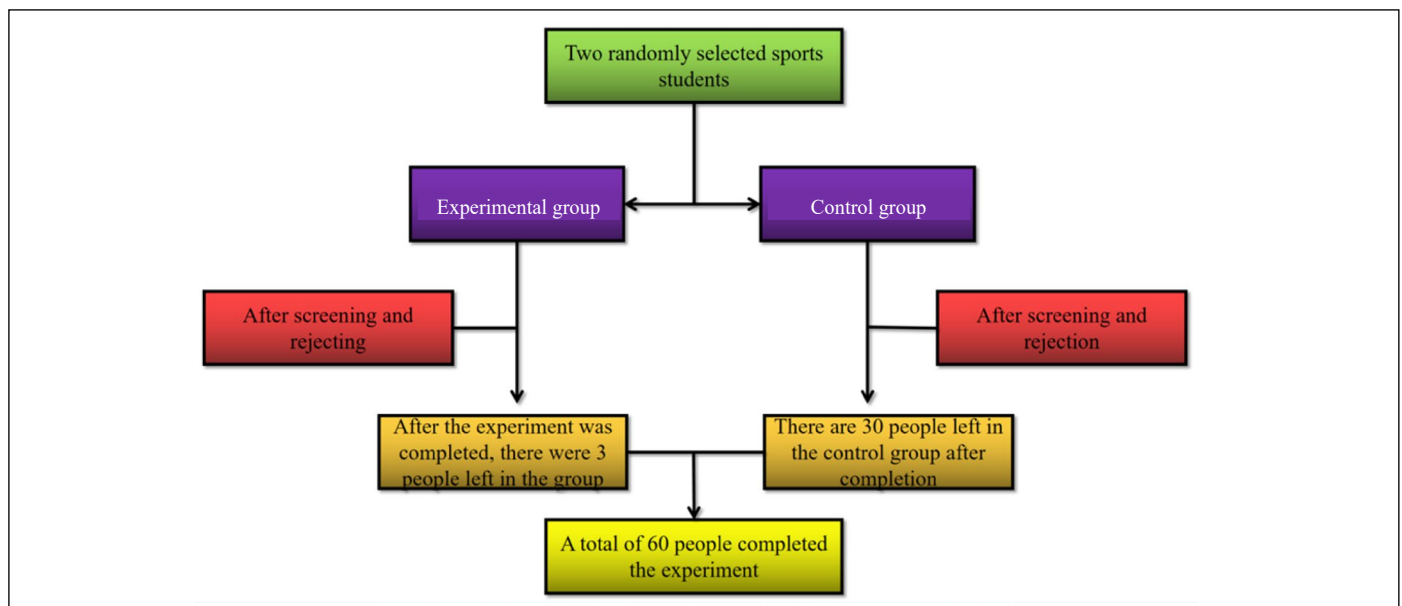 Two randomly selected sports
students
Experimental group
Control group
After screening and
rejecting
After screening and
rejection
After the experiment was
completed, there were 3
people left in the group
There are 30 people left in
the control group after
completion
A total of 60 people completed
the experiment